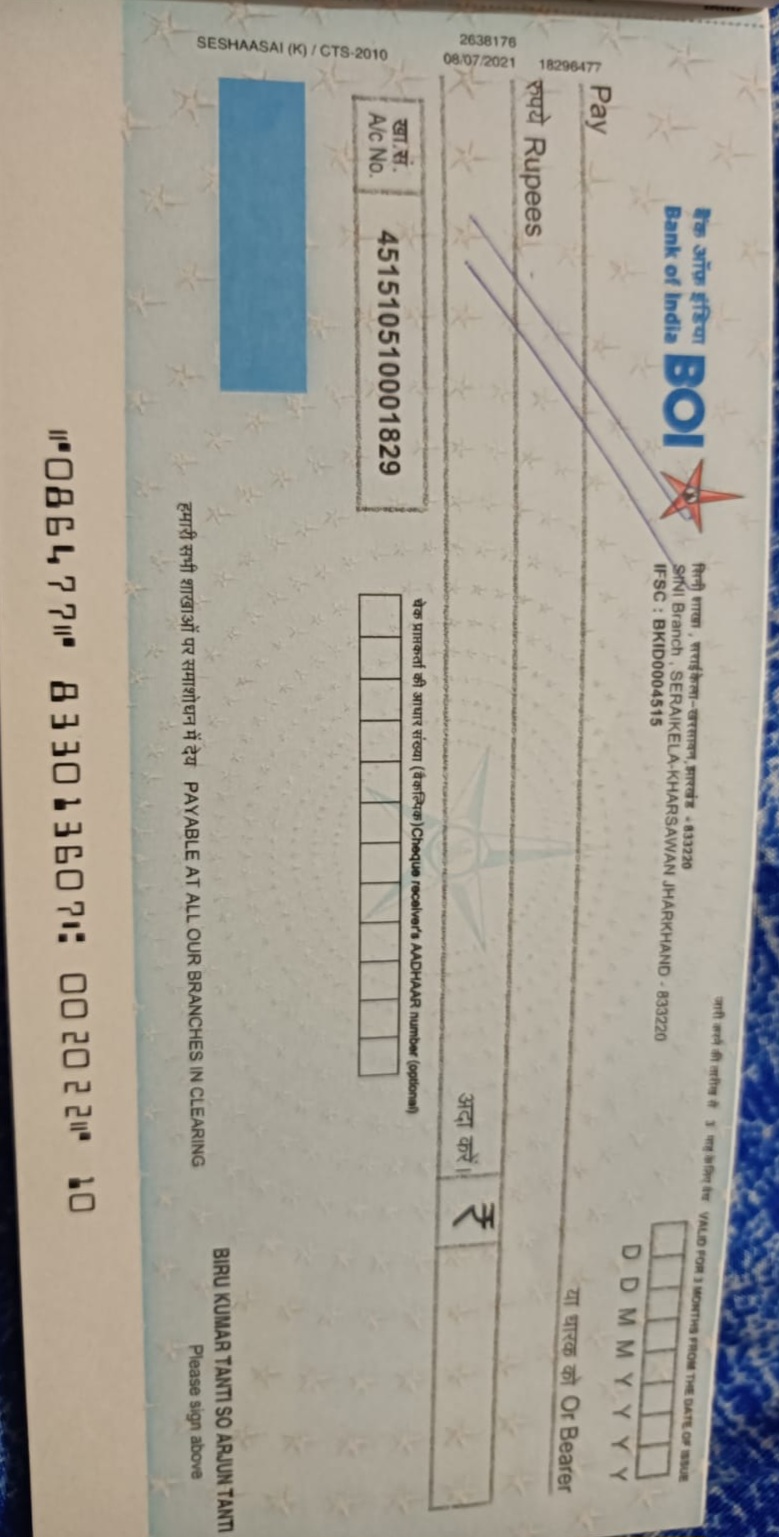 बैंक ऑफ इंडिया
Bank of India
BOI
सिनी शाखा , सराईकेला-खरसावन, झारखंड - 833220
SINI Branch , SERAIKELA-KHARSAWAN JHARKHAND - 833220
IFSC : BKID0004515
जारी करने की तारीख से 3 माह के लिए वैध VALID FOR 3 MONTHS FROM THE DATE OF ISSUE
D D M M Y Y Y Y
Pay
या धारक को Or Bearer
रुपये Rupees
अदा करें। ₹
2638176
08/07/2021 18296477
SESHAASAI (K) / CTS-2010
खा.सं.
A/c No.
451510510001829
चेक प्राप्तकर्ता की आधार संख्या (वैकल्पिक)Cheque receiver's AADHAAR number (optional)
हमारी सभी शाखाओं पर समाशोधन में देय PAYABLE AT ALL OUR BRANCHES IN CLEARING
BIRU KUMAR TANTI SO ARJUN TANTI
Please sign above
⑈086477⑈ 833013607⑆ 002022⑈ 10